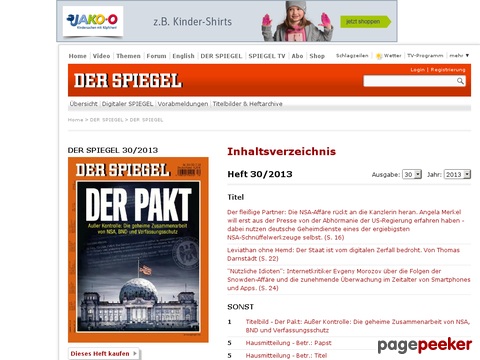 JAKO-O
z.B. Kinder-Shirts
jetzt shoppen!
Home Video Themen Forum English DER SPIEGEL SPIEGEL TV Abo Shop Schlagzeilen Wetter TV-Programm mehr
DER SPIEGEL
Login | Registrierung
Übersicht Digitaler SPIEGEL Vorabmeldungen Titelbilder & Heftarchive
Home > DER SPIEGEL > DER SPIEGEL
DER SPIEGEL 30/2013
Inhaltsverzeichnis
Heft 30/2013
Ausgabe: 30 Jahr: 2013
DER SPIEGEL
DER PAKT
Außer Kontrolle: Die geheime Zusammenarbeit
von NSA, BND und Verfassungsschutz
Dieses Heft kaufen
Titel
Der fleißige Partner: Die NSA-Affäre rückt an die Kanzlerin heran. Angela Merkel
will erst aus der Presse von der Abhörmanie der US-Regierung erfahren haben -
dabei nutzen deutsche Geheimdienste eines der ergiebigsten
NSA-Schnüffelwerkzeuge selbst. (S. 16)
Leviathan ohne Hemd: Der Staat ist vom digitalen Zerfall bedroht. Von Thomas
Darnstädt (S. 22)
"Nützliche Idioten": Internetkritiker Evgeny Morozov über die Folgen der
Snowden-Affäre und die zunehmende Überwachung im Zeitalter von Smartphones
und Apps. (S. 24)
SONST
1 Titelbild - Der Pakt: Außer Kontrolle: Die geheime Zusammenarbeit von NSA,
BND und Verfassungsschutz
5 Hausmitteilung - Betr.: Papst
5 Hausmitteilung - Betr.: Titel
pagepeeker